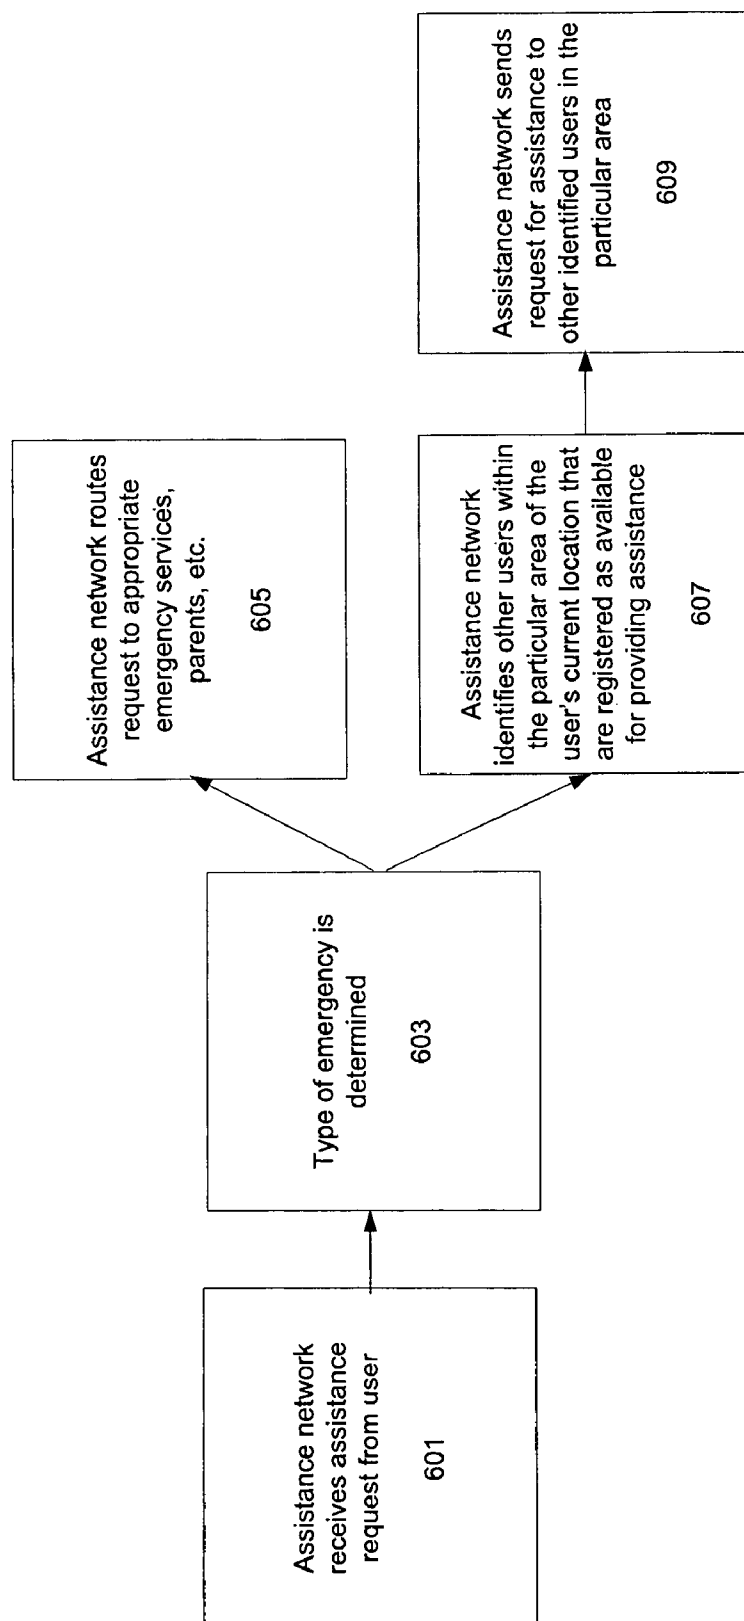 Assistance network
receives assistance
request from user
601
Type of emergency is
determined
603
Assistance network routes
request to appropriate
emergency services,
parents, etc.
605
Assistance network
identifies other users within
the particular area of the
user's current location that
are registered as available
for providing assistance
607
Assistance network sends
request for assistance to
other identified users in the
particular area
609